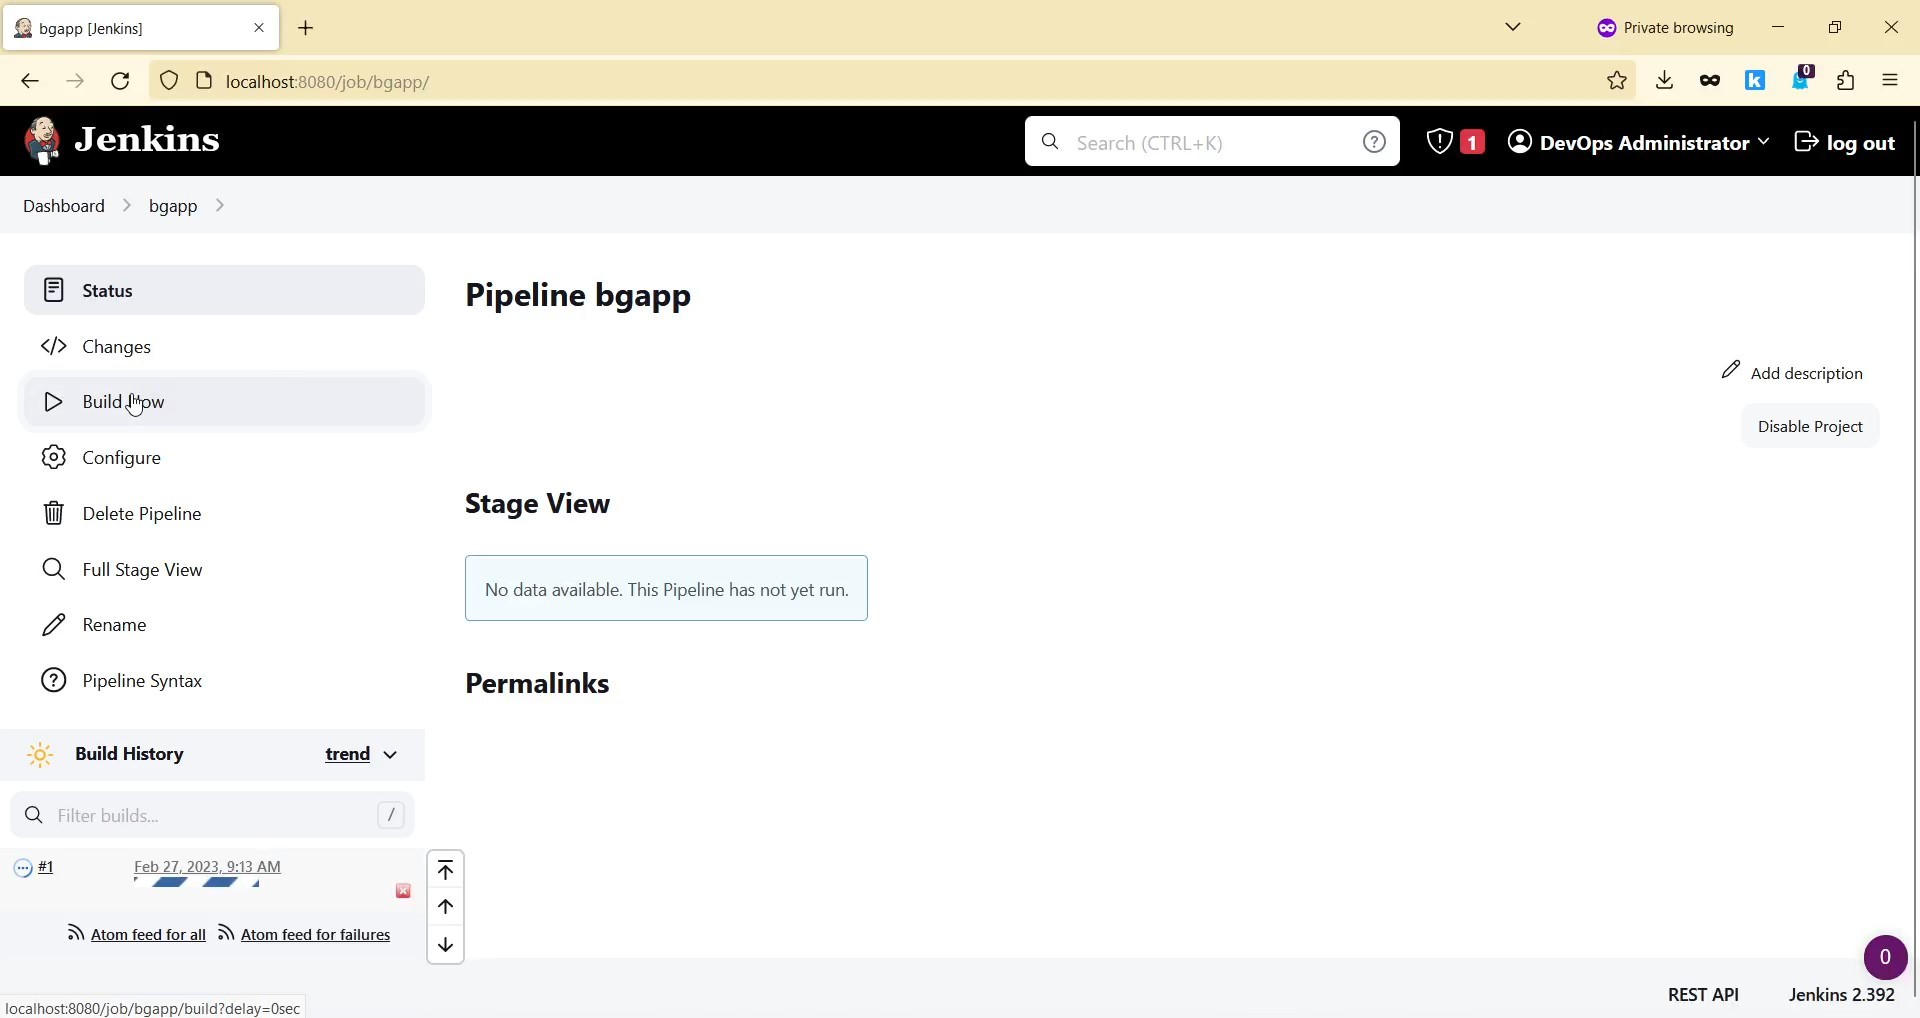 bgapp [Jenkins]
Private browsing
localhost:8080/job/bgapp/
k
0
Jenkins
Search (CTRL+K)
?
1
DevOps Administrator
log out
Dashboard
bgapp
Status
Changes
Build Now
Configure
Delete Pipeline
Full Stage View
Rename
? Pipeline Syntax
Pipeline bgapp
Add description
Disable Project
Stage View
No data available. This Pipeline has not yet run.
Permalinks
Build History
trend
Filter builds...
/
#1
Feb 27, 2023, 9:13 AM
Atom feed for all
Atom feed for failures
0
REST API
Jenkins 2.392
localhost:8080/job/bgapp/build?delay=0sec